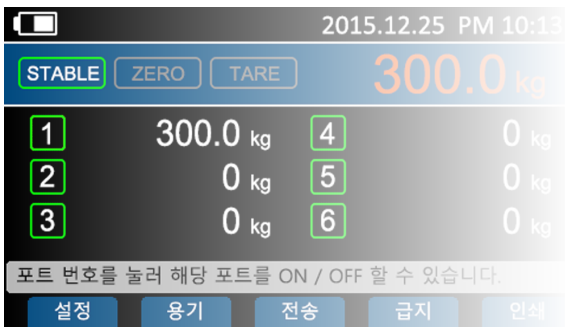 2015.12.25 PM 10:13
STABLE ZERO TARE 300.0 kg
1 300.0 kg 4 0 kg
2 0 kg 5 0 kg
3 0 kg 6 0 kg
포트 번호를 눌러 해당 포트를 ON / OFF 할 수 있습니다.
설정 용기 전송 급지 인쇄